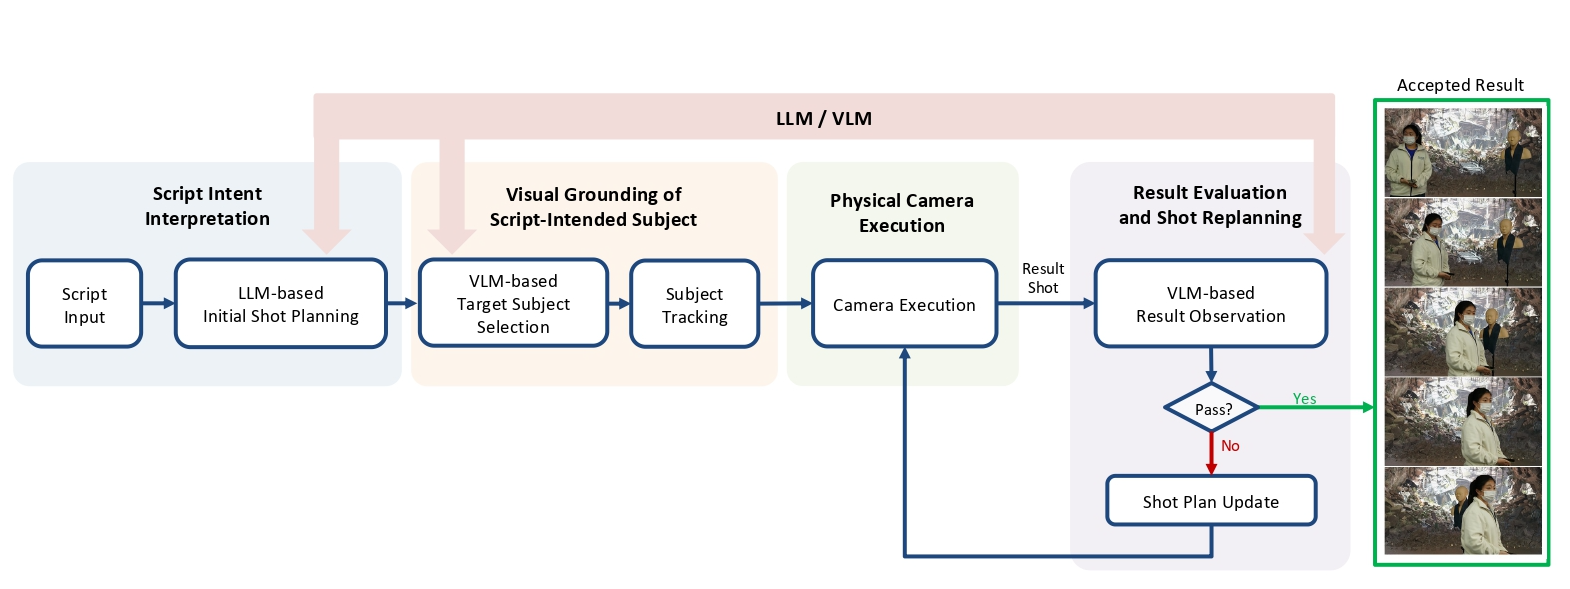 Accepted Result
LLM / VLM
Script Intent
Interpretation
Visual Grounding of
Script-Intended Subject
Physical Camera
Execution
Result Evaluation
and Shot Replanning
Script
Input
LLM-based
Initial Shot Planning
VLM-based
Target Subject
Selection
Subject
Tracking
Camera Execution
Result
Shot
VLM-based
Result Observation
Pass?
Yes
No
Shot Plan Update